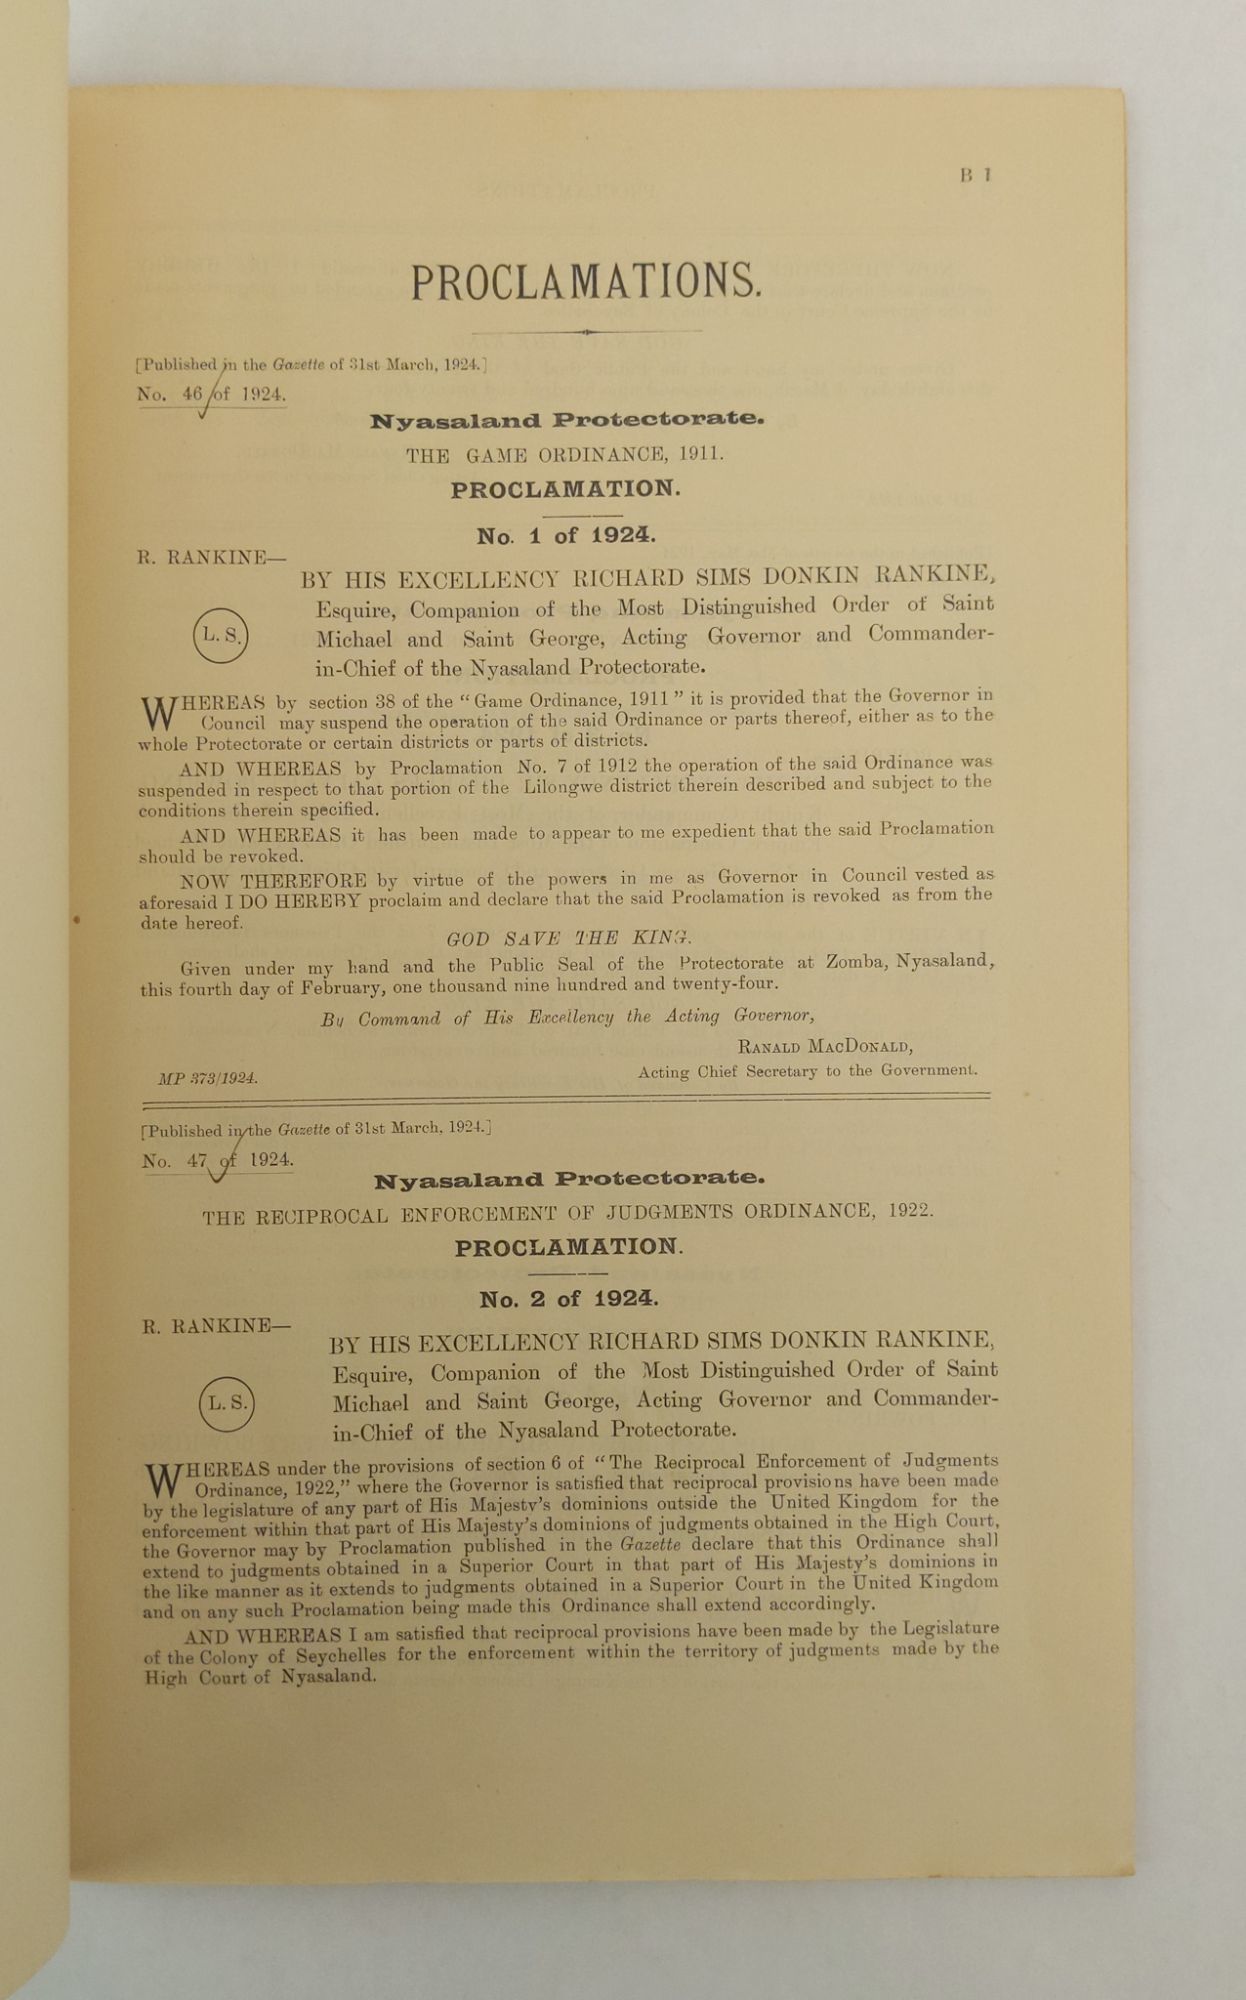 B 1
PROCLAMATIONS.
[Published in the Gazette of 31st March, 1924.]
No. 46 of 1924.
Nyasaland Protectorate.
THE GAME ORDINANCE, 1911.
PROCLAMATION.
No. 1 of 1924.
R. RANKINE—
BY HIS EXCELLENCY RICHARD SIMS DONKIN RANKINE,
Esquire, Companion of the Most Distinguished Order of Saint
L. S.
Michael and Saint George, Acting Governor and Commander-
in-Chief of the Nyasaland Protectorate.
WHEREAS by section 38 of the "Game Ordinance, 1911" it is provided that the Governor in
Council may suspend the operation of the said Ordinance or parts thereof, either as to the
whole Protectorate or certain districts or parts of districts.
AND WHEREAS by Proclamation No. 7 of 1912 the operation of the said Ordinance was
suspended in respect to that portion of the Lilongwe district therein described and subject to the
conditions therein specified.
AND WHEREAS it has been made to appear to me expedient that the said Proclamation
should be revoked.
NOW THEREFORE by virtue of the powers in me as Governor in Council vested as
aforesaid I DO HEREBY proclaim and declare that the said Proclamation is revoked as from the
date hereof.
GOD SAVE THE KING.
Given under my hand and the Public Seal of the Protectorate at Zomba, Nyasaland,
this fourth day of February, one thousand nine hundred and twenty-four.
By Command of His Excellency the Acting Governor,
RANALD MACDONALD,
MP 373/1924.
Acting Chief Secretary to the Government.
[Published in the Gazette of 31st March, 1924.]
No. 47 of 1924.
Nyasaland Protectorate.
THE RECIPROCAL ENFORCEMENT OF JUDGMENTS ORDINANCE, 1922.
PROCLAMATION.
No. 2 of 1924.
R. RANKINE—
BY HIS EXCELLENCY RICHARD SIMS DONKIN RANKINE,
Esquire, Companion of the Most Distinguished Order of Saint
L. S.
Michael and Saint George, Acting Governor and Commander-
in-Chief of the Nyasaland Protectorate.
WHEREAS under the provisions of section 6 of "The Reciprocal Enforcement of Judgments
Ordinance, 1922," where the Governor is satisfied that reciprocal provisions have been made
by the legislature of any part of His Majesty's dominions outside the United Kingdom for the
enforcement within that part of His Majesty's dominions of judgments obtained in the High Court,
the Governor may by Proclamation published in the Gazette declare that this Ordinance shall
extend to judgments obtained in a Superior Court in that part of His Majesty's dominions in
the like manner as it extends to judgments obtained in a Superior Court in the United Kingdom
and on any such Proclamation being made this Ordinance shall extend accordingly.
AND WHEREAS I am satisfied that reciprocal provisions have been made by the Legislature
of the Colony of Seychelles for the enforcement within the territory of judgments made by the
High Court of Nyasaland.